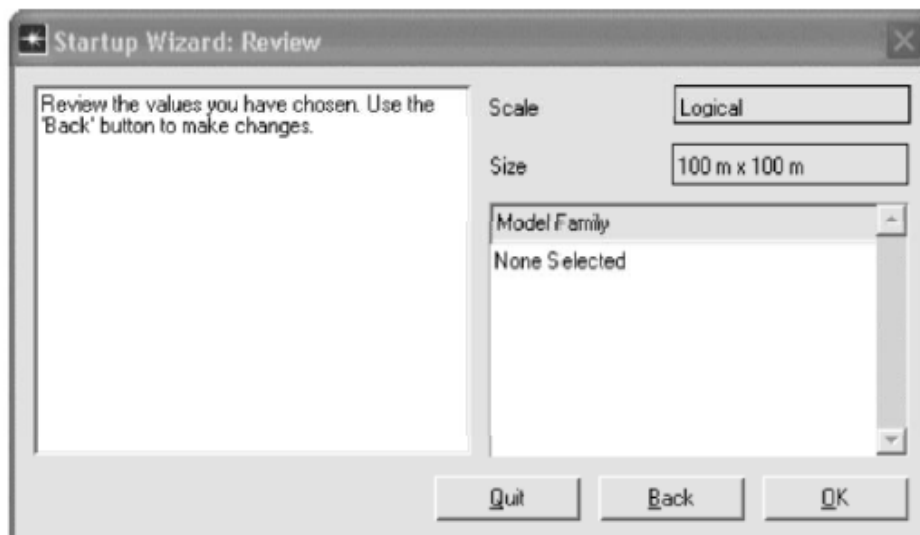 Startup Wizard: Review
Review the values you have chosen. Use the
'Back' button to make changes.
Scale
Logical
Size
100 m x 100 m
Model Family
None Selected
Quit
Back
OK